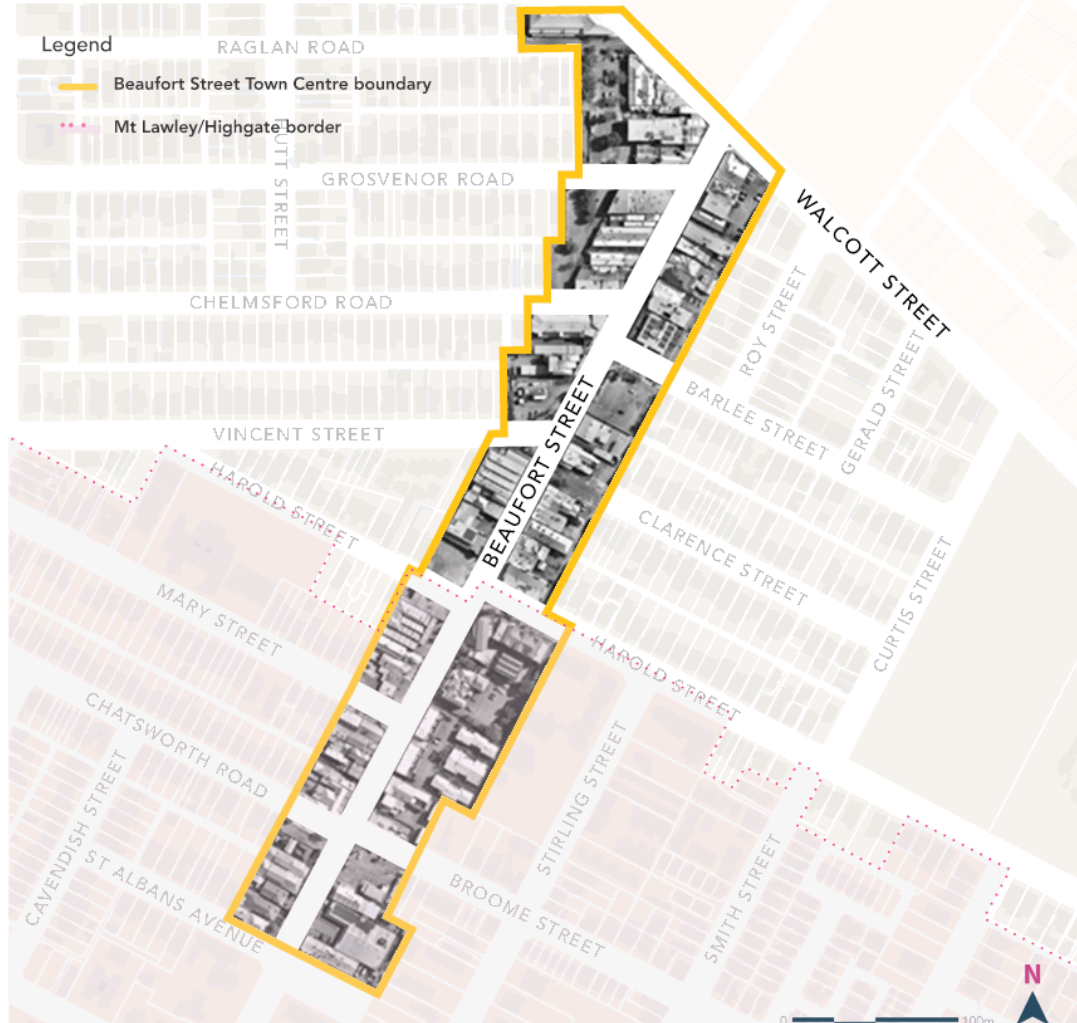 Legend
Beaufort Street Town Centre boundary
Mt Lawley/Highgate border
RAGLAN ROAD
HUTT STREET
GROSVENOR ROAD
WALCOTT STREET
CHELMSFORD ROAD
ROY STREET
GERALD STREET
BARLEE STREET
VINCENT STREET
BEAUFORT STREET
HAROLD STREET
CLARENCE STREET
CURTIS STREET
MARY STREET
HAROLD STREET
CHATSWORTH ROAD
CAVENDISH STREET
STIRLING STREET
ST ALBANS AVENUE
BROOME STREET
SMITH STREET
N
0 100m